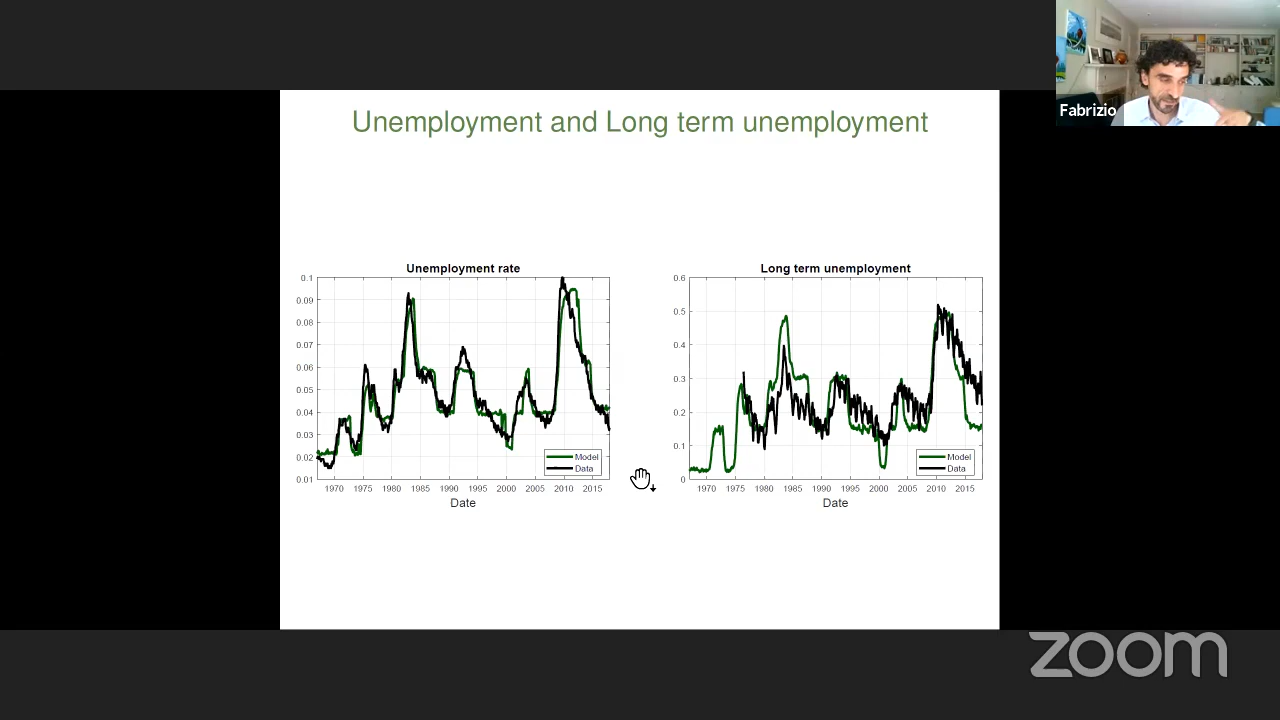 Fabrizio
Unemployment and Long term unemployment
Unemployment rate
0.1
0.09
0.08
0.07
0.06
0.05
0.04
0.03
0.02
0.01
1970 1975 1980 1985 1990 1995 2000 2005 2010 2015
Date
Model
Data
Long term unemployment
0.6
0.5
0.4
0.3
0.2
0.1
0
1970 1975 1980 1985 1990 1995 2000 2005 2010 2015
Date
Model
Data
zoom